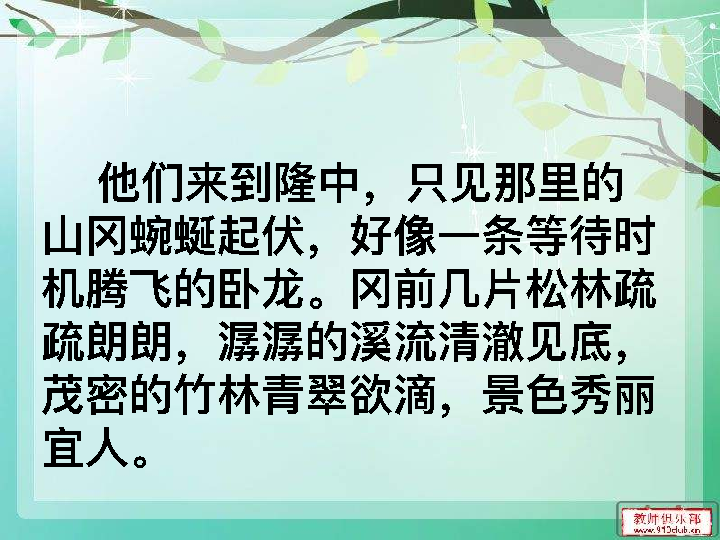 他们来到隆中，只见那里的
山冈蜿蜒起伏，好像一条等待时
机腾飞的卧龙。冈前几片松林疏
疏朗朗，潺潺的溪流清澈见底，
茂密的竹林青翠欲滴，景色秀丽
宜人。
教师俱乐部
www.910club.cn